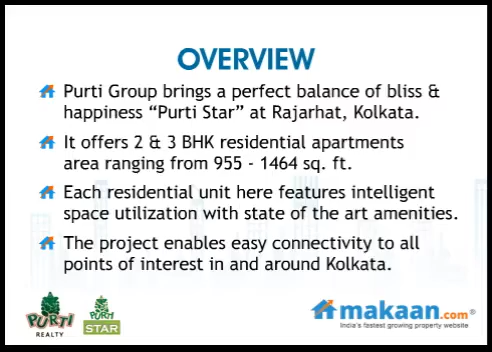 OVERVIEW
Purti Group brings a perfect balance of bliss &
happiness “Purti Star” at Rajarhat, Kolkata.
It offers 2 & 3 BHK residential apartments
area ranging from 955 - 1464 sq. ft.
Each residential unit here features intelligent
space utilization with state of the art amenities.
The project enables easy connectivity to all
points of interest in and around Kolkata.
PURTI
REALTY
PURTI
STAR
makaan.com®
India's fastest growing property website